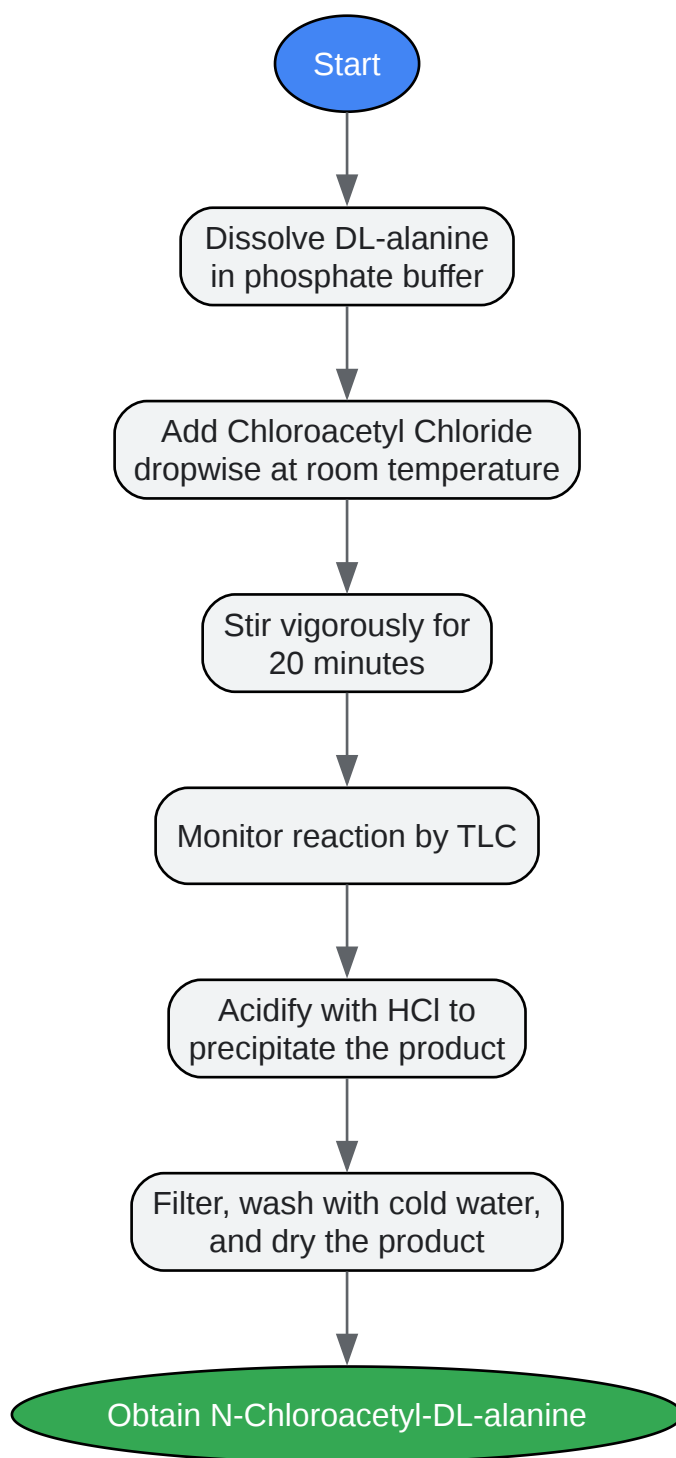 Start
Dissolve DL-alanine
in phosphate buffer
Add Chloroacetyl Chloride
dropwise at room temperature
Stir vigorously for
20 minutes
Monitor reaction by TLC
Acidify with HCl to
precipitate the product
Filter, wash with cold water,
and dry the product
Obtain N-Chloroacetyl-DL-alanine